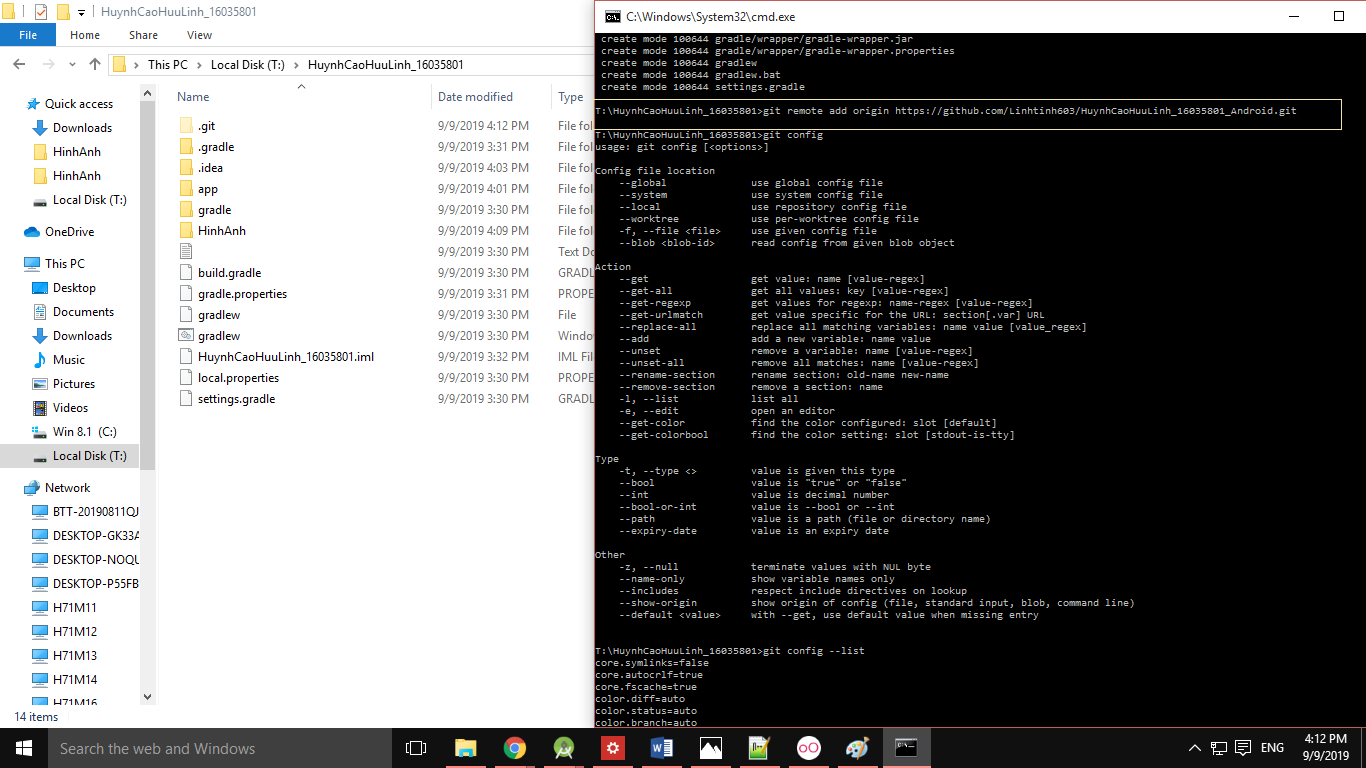 HuynhCaoHuuLinh_16035801
File Home Share View
This PC Local Disk (T:) HuynhCaoHuuLinh_16035801
Quick access
Downloads
HinhAnh
HinhAnh
Local Disk (T:)
OneDrive
This PC
Desktop
Documents
Downloads
Music
Pictures
Videos
Win 8.1 (C:)
Local Disk (T:)
Network
BTT-20190811QJ
DESKTOP-GK33A
DESKTOP-NOQU
DESKTOP-P55FB
H71M11
H71M12
H71M13
H71M14
H71M16
14 items
Name Date modified Type
.git 9/9/2019 4:12 PM File fol
.gradle 9/9/2019 3:31 PM File fol
.idea 9/9/2019 4:03 PM File fol
app 9/9/2019 4:01 PM File fol
gradle 9/9/2019 3:30 PM File fol
HinhAnh 9/9/2019 4:09 PM File fol
9/9/2019 3:30 PM Text Do
build.gradle 9/9/2019 3:30 PM GRAD
gradle.properties 9/9/2019 3:31 PM PROPE
gradlew 9/9/2019 3:30 PM File
gradlew 9/9/2019 3:30 PM Windo
HuynhCaoHuuLinh_16035801.iml 9/9/2019 3:32 PM IML Fil
local.properties 9/9/2019 3:30 PM PROPE
settings.gradle 9/9/2019 3:30 PM GRADL
C:\Windows\System32\cmd.exe
create mode 100644 gradle/wrapper/gradle-wrapper.jar
create mode 100644 gradle/wrapper/gradle-wrapper.properties
create mode 100644 gradlew
create mode 100644 gradlew.bat
create mode 100644 settings.gradle
T:\HuynhCaoHuuLinh_16035801>git remote add origin https://github.com/Linhtinh603/HuynhCaoHuuLinh_16035801_Android.git
T:\HuynhCaoHuuLinh_16035801>git config
usage: git config [<options>]
Config file location
--global use global config file
--system use system config file
--local use repository config file
--worktree use per-worktree config file
-f, --file <file> use given config file
--blob <blob-id> read config from given blob object
Action
--get get value: name [value-regex]
--get-all get all values: key [value-regex]
--get-regexp get values for regexp: name-regex [value-regex]
--get-urlmatch get value specific for the URL: section[.var] URL
--replace-all replace all matching variables: name value [value_regex]
--add add a new variable: name value
--unset remove a variable: name [value-regex]
--unset-all remove all matches: name [value-regex]
--rename-section rename section: old-name new-name
--remove-section remove a section: name
-l, --list list all
-e, --edit open an editor
--get-color find the color configured: slot [default]
--get-colorbool find the color setting: slot [stdout-is-tty]
Type
-t, --type <> value is given this type
--bool value is "true" or "false"
--int value is decimal number
--bool-or-int value is --bool or --int
--path value is a path (file or directory name)
--expiry-date value is an expiry date
Other
-z, --null terminate values with NUL byte
--name-only show variable names only
--includes respect include directives on lookup
--show-origin show origin of config (file, standard input, blob, command line)
--default <value> with --get, use default value when missing entry
T:\HuynhCaoHuuLinh_16035801>git config --list
core.symlinks=false
core.autocrlf=true
core.fscache=true
color.diff=auto
color.status=auto
color.branch=auto
Search the web and Windows
ENG
4:12 PM
9/9/2019